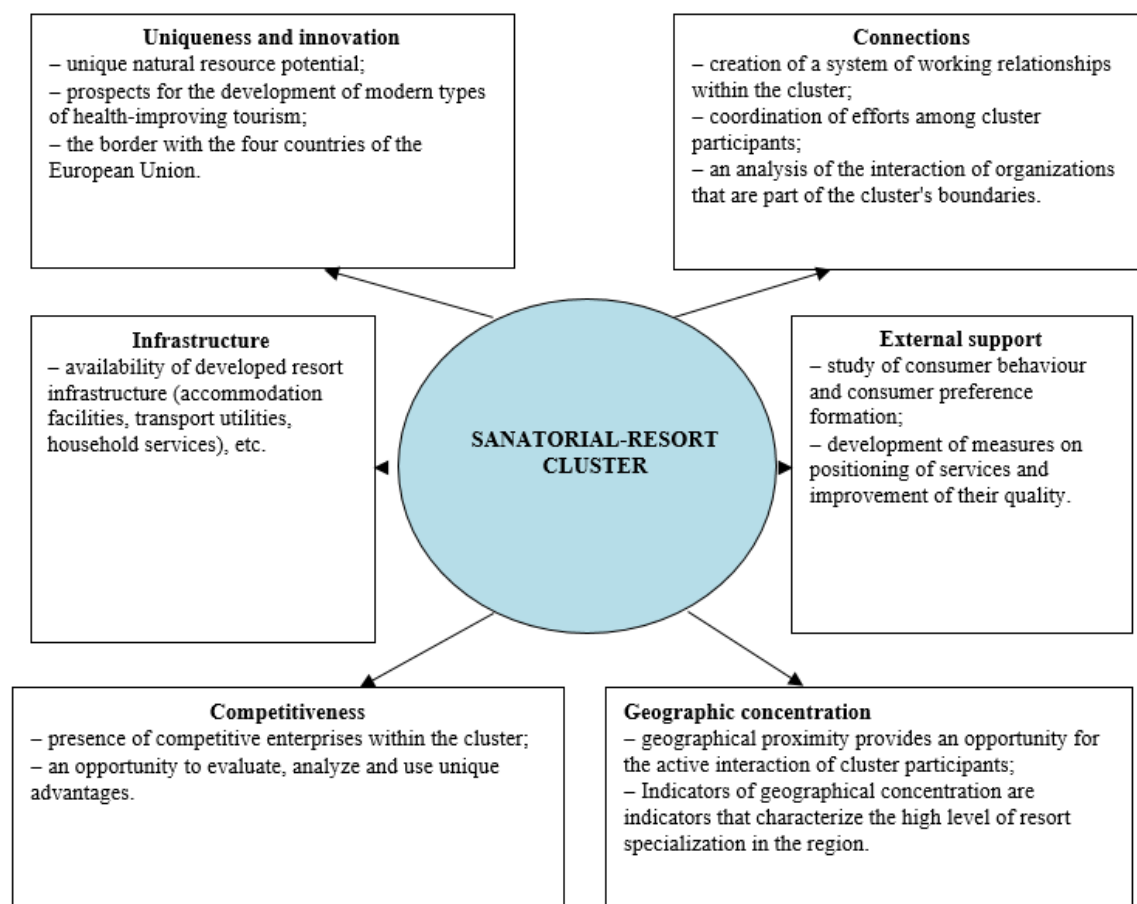 Uniqueness and innovation
– unique natural resource potential;
– prospects for the development of modern types
of health-improving tourism;
– the border with the four countries of the
European Union.
Connections
– creation of a system of working relationships
within the cluster;
– coordination of efforts among cluster
participants;
– an analysis of the interaction of organizations
that are part of the cluster's boundaries.
Infrastructure
– availability of developed resort
infrastructure (accommodation
facilities, transport utilities,
household services), etc.
SANATORIAL-RESORT
CLUSTER
External support
– study of consumer behaviour
and consumer preference
formation;
– development of measures on
positioning of services and
improvement of their quality.
Competitiveness
– presence of competitive enterprises within the cluster;
– an opportunity to evaluate, analyze and use unique
advantages.
Geographic concentration
– geographical proximity provides an opportunity for
the active interaction of cluster participants;
– Indicators of geographical concentration are
indicators that characterize the high level of resort
specialization in the region.